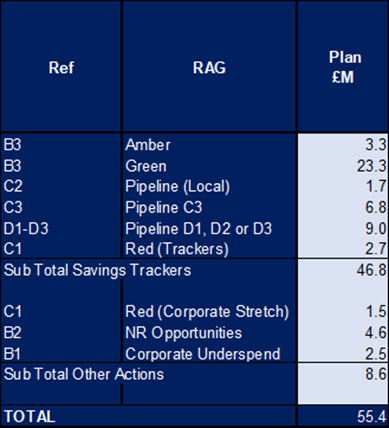 Ref RAG Plan £M
B3 Amber 3.3
B3 Green 23.3
C2 Pipeline (Local) 1.7
C3 Pipeline C3 6.8
D1-D3 Pipeline D1, D2 or D3 9.0
C1 Red (Trackers) 2.7
Sub Total Savings Trackers 46.8
C1 Red (Corporate Stretch) 1.5
B2 NR Opportunities 4.6
B1 Corporate Underspend 2.5
Sub Total Other Actions 8.6
TOTAL 55.4